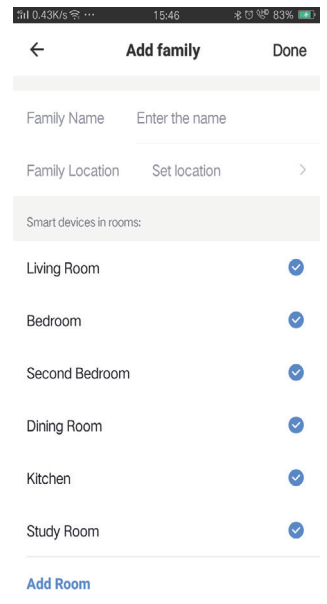 0.43K/s ... 15:46 83%
Add family Done
Family Name Enter the name
Family Location Set location
Smart devices in rooms:
Living Room
Bedroom
Second Bedroom
Dining Room
Kitchen
Study Room
Add Room